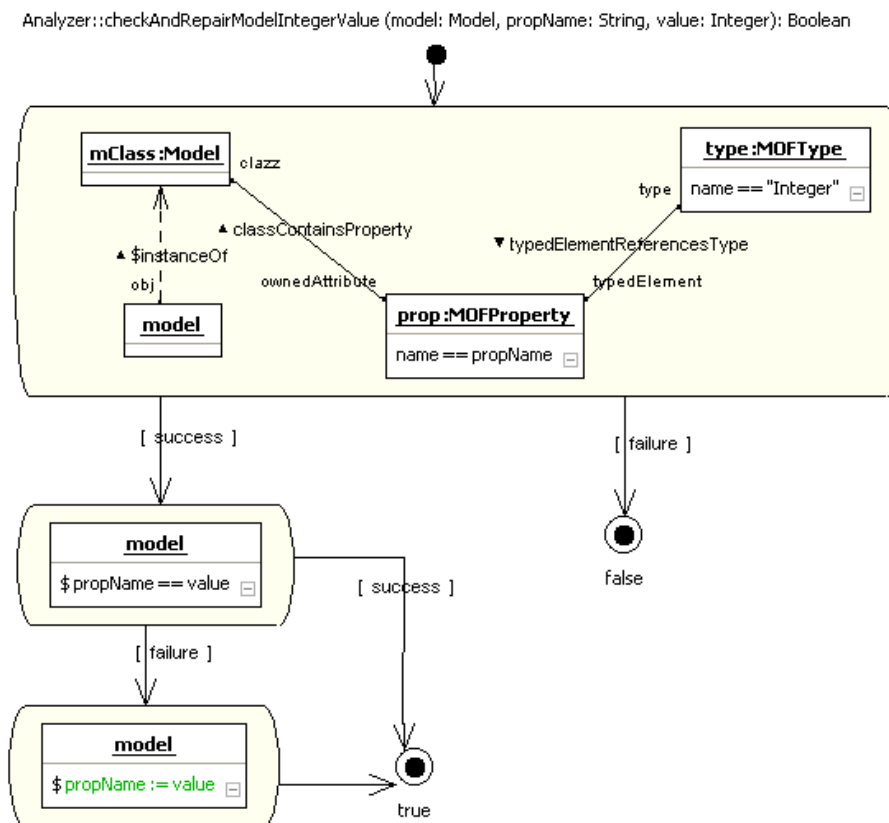 Analyzer::checkAndRepairModelIntegerValue (model: Model, propName: String, value: Integer): Boolean
mClass:Model
clazz
type:MOFType
name == "Integer"
type
▲ classContainsProperty
▼ typedElementReferencesType
▲ $instanceOf
obj
ownedAttribute
typedElement
model
prop:MOFProperty
name == propName
[ success ]
[ failure ]
model
$propName == value
[ success ]
false
[ failure ]
model
$propName := value
true